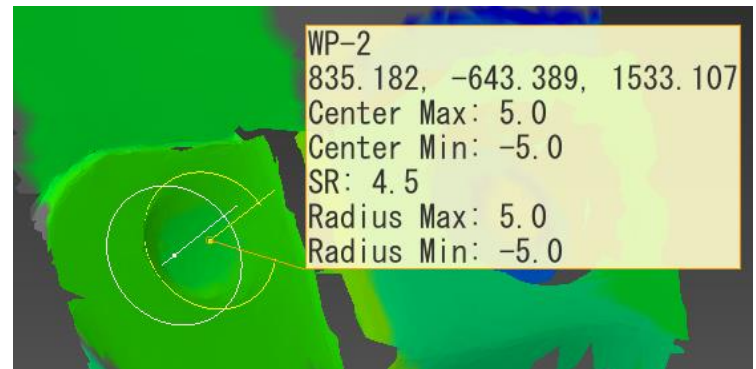 WP-2
835.182, -643.389, 1533.107
Center Max: 5.0
Center Min: -5.0
SR: 4.5
Radius Max: 5.0
Radius Min: -5.0